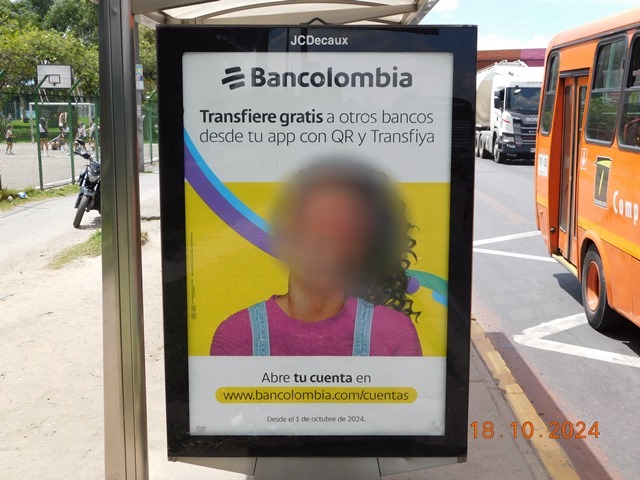 JCDecaux
Bancolombia
Transfiere gratis a otros bancos
desde tu app con QR y Transfiya
Abre tu cuenta en
www.bancolombia.com/cuentas
Desde el 1 de octubre de 2024.
Comp
18.10.2024